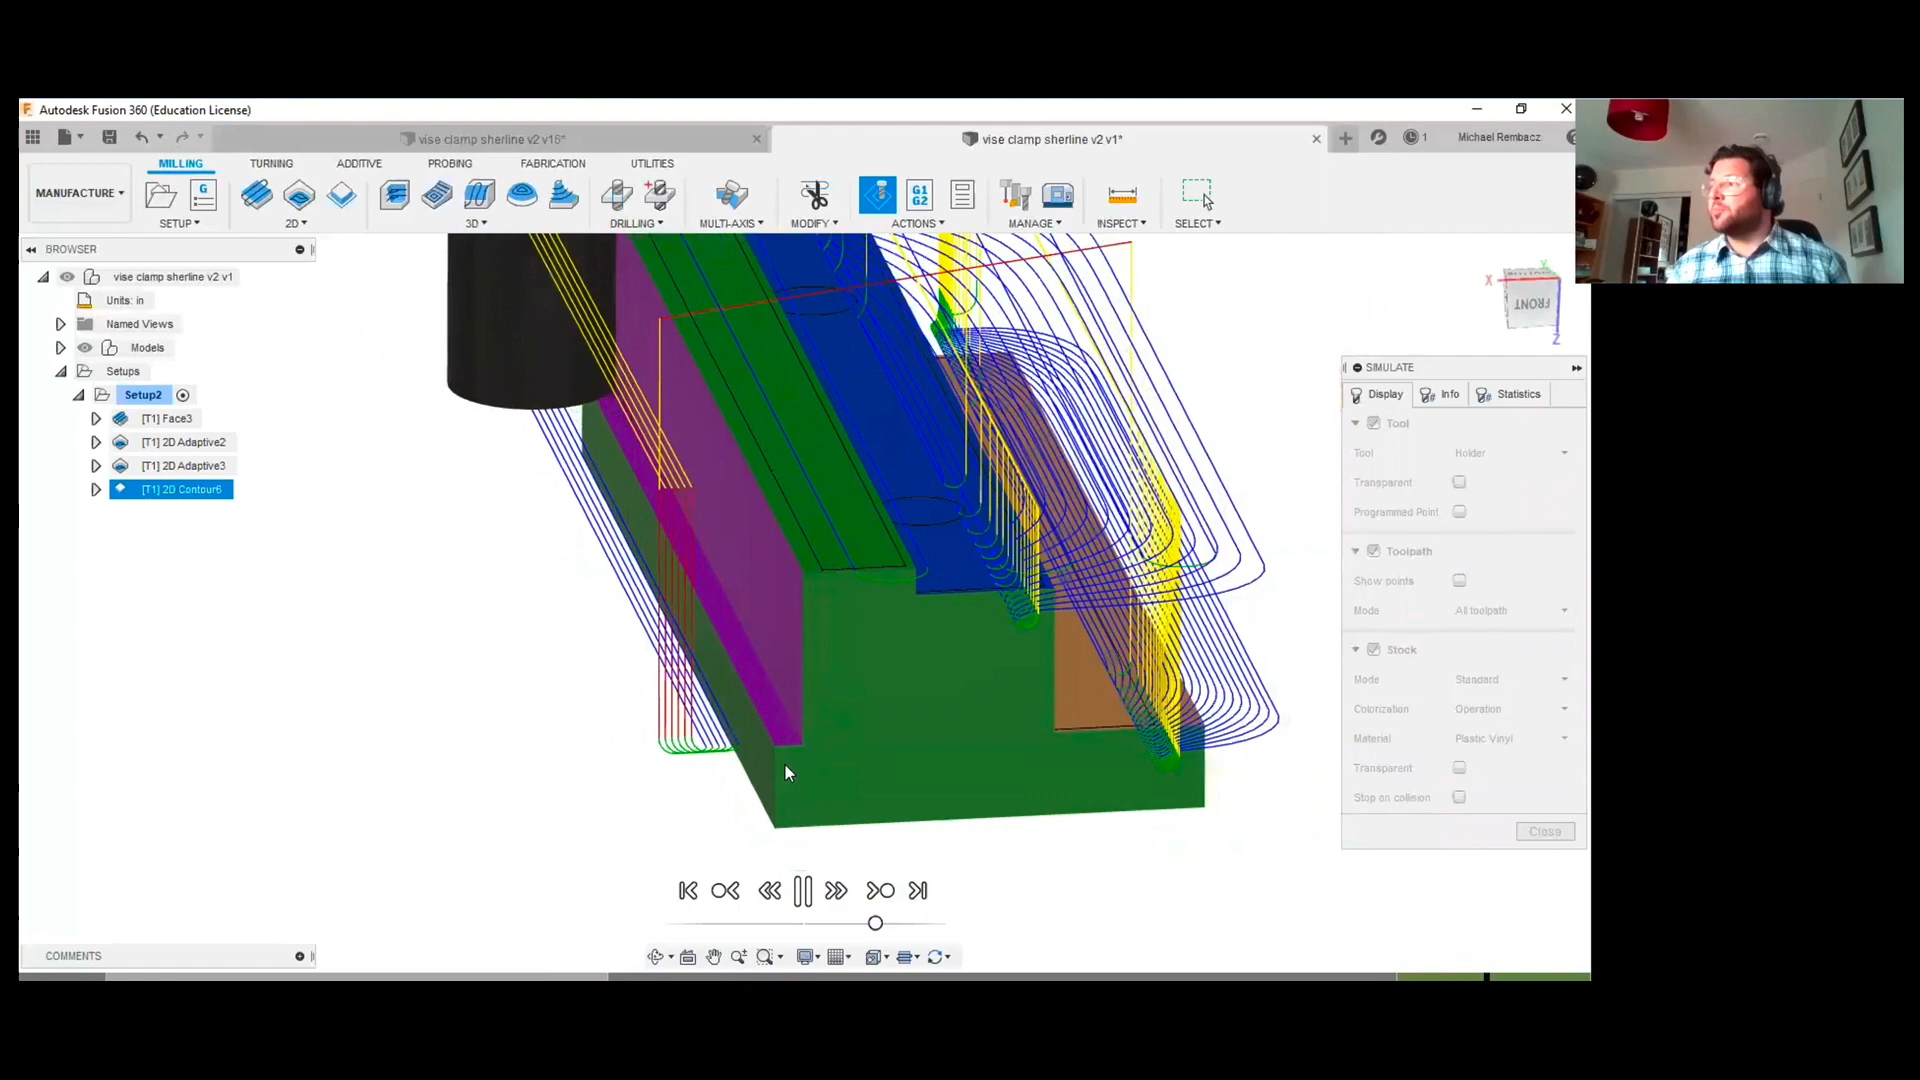 Autodesk Fusion 360 (Education License)
vise clamp sherline v2 v16*
vise clamp sherline v2 v1*
1
Michael Rembacz
MILLING
TURNING
ADDITIVE
PROBING
FABRICATION
UTILITIES
MANUFACTURE
G
G1
G2
SETUP
2D
3D
DRILLING
MULTI-AXIS
MODIFY
ACTIONS
MANAGE
INSPECT
SELECT
BROWSER
vise clamp sherline v2 v1
Units: in
Named Views
Models
Setups
Setup2
[T1] Face3
[T1] 2D Adaptive2
[T1] 2D Adaptive3
[T1] 2D Contour6
X
Y
FRONT
Z
SIMULATE
Display
Info
Statistics
Tool
Tool Holder
Transparent
Programmed Point
Toolpath
Show points
Mode All toolpath
Stock
Mode Standard
Colorization Operation
Material Plastic Vinyl
Transparent
Stop on collision
Close
COMMENTS